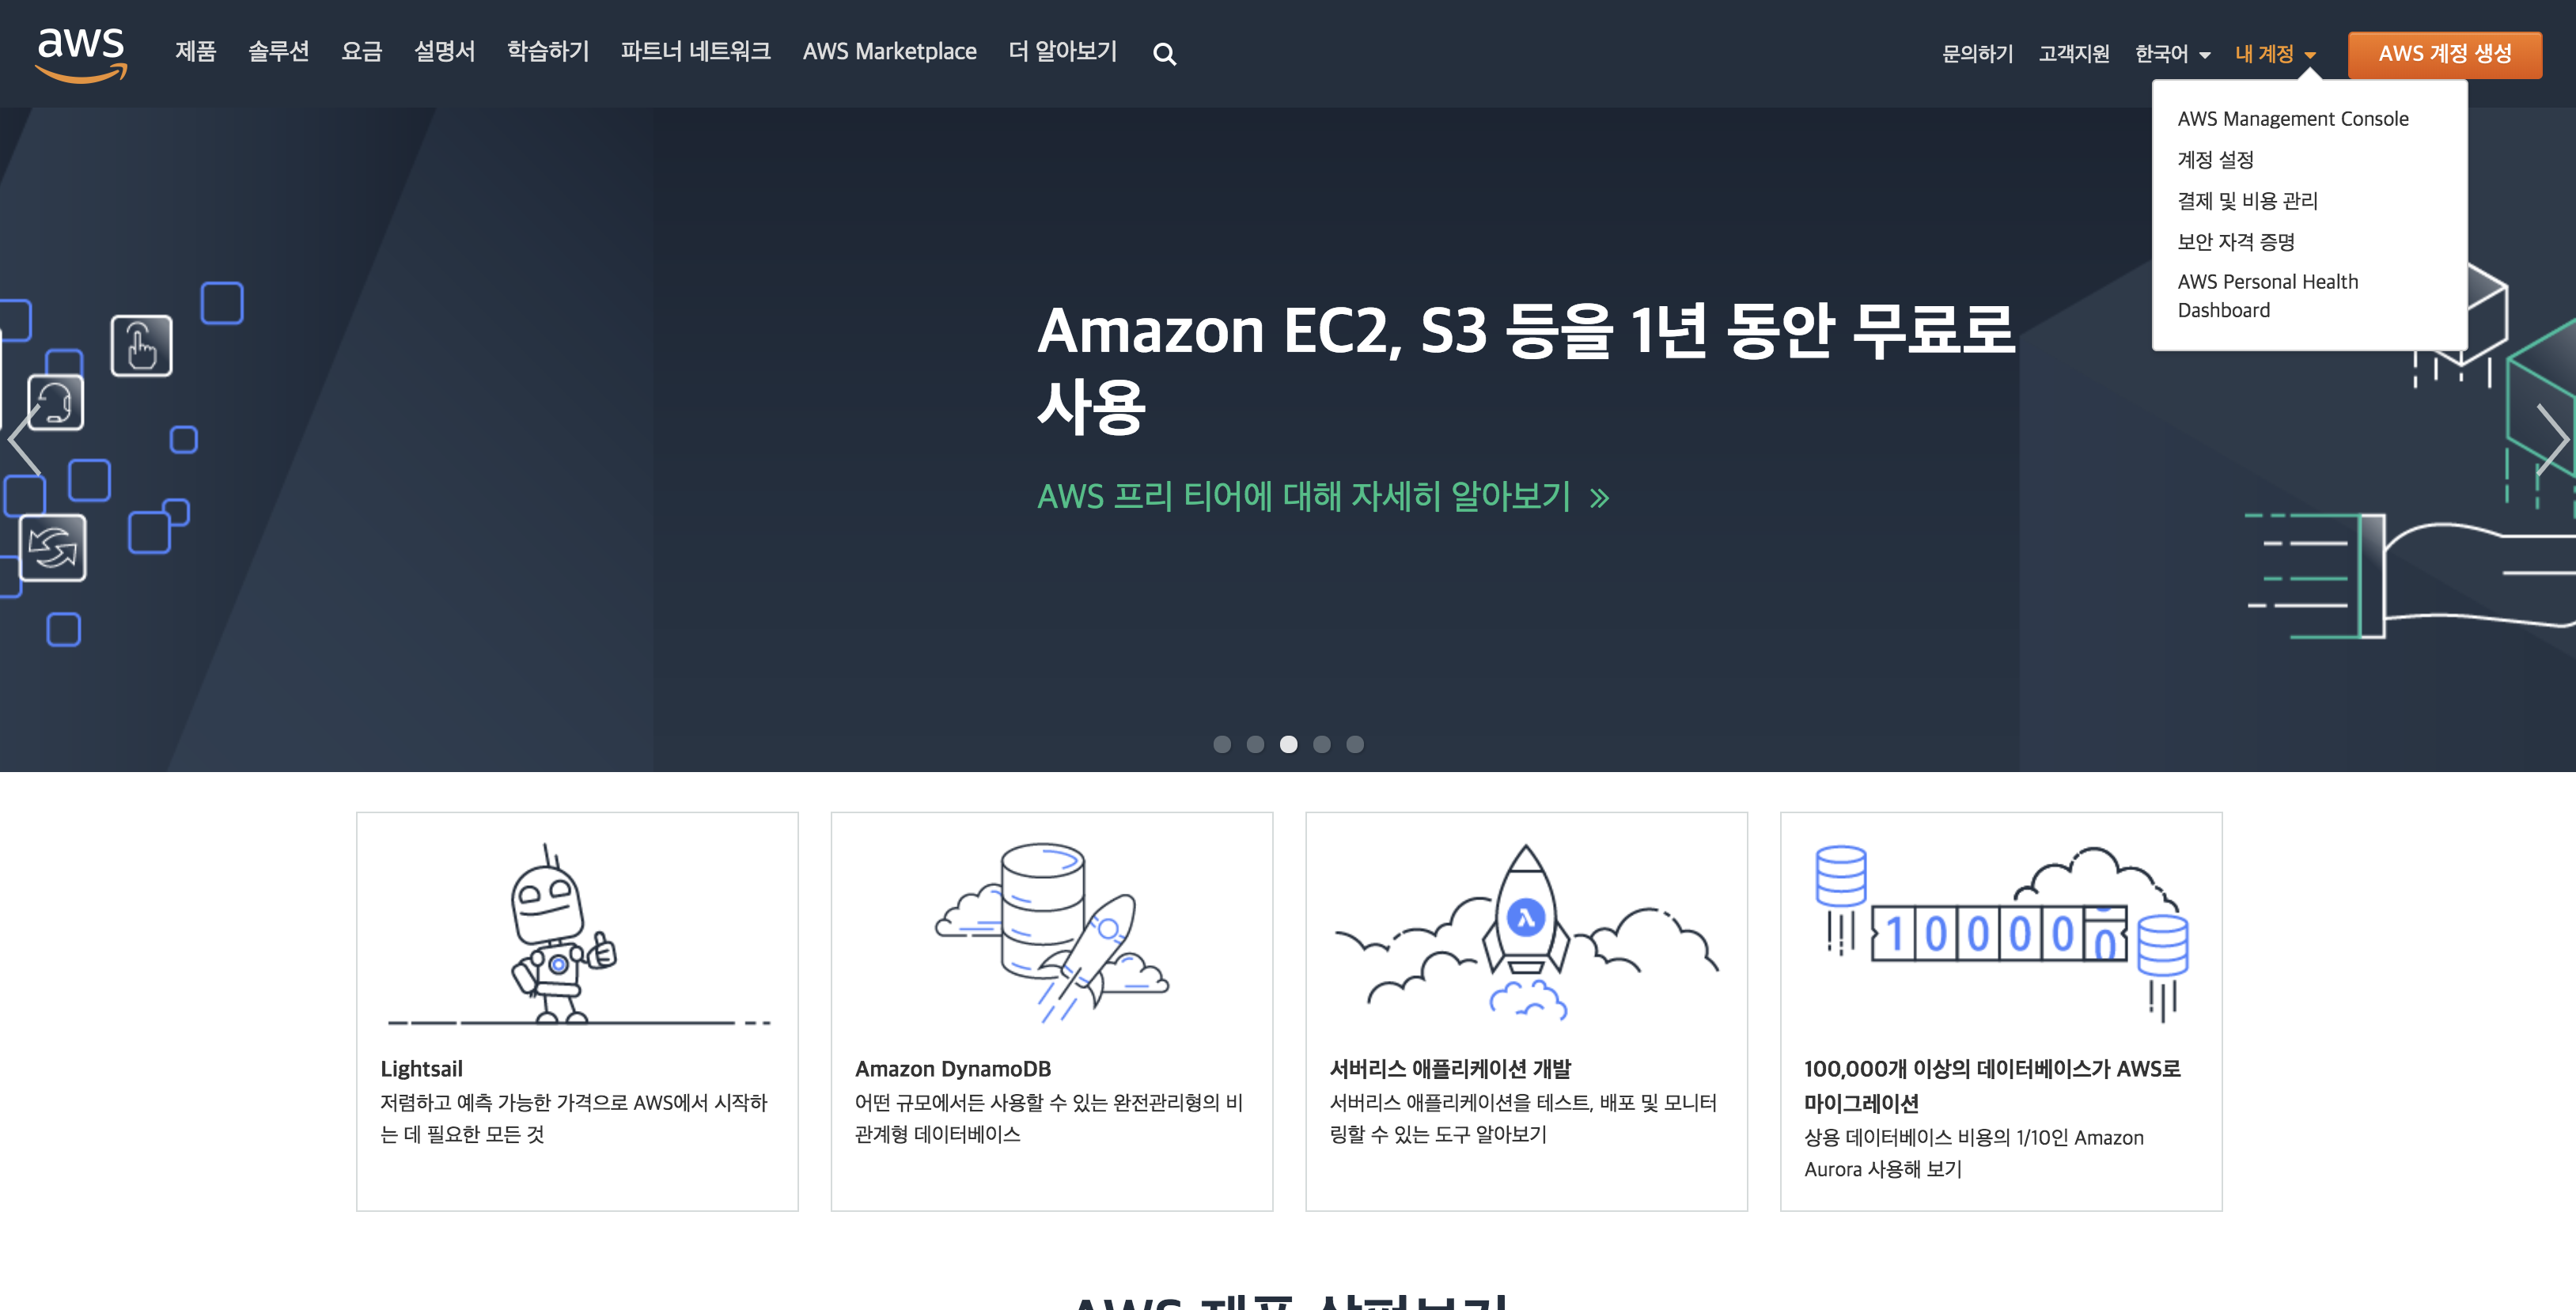 aws
제품 솔루션 요금 설명서 학습하기 파트너 네트워크 AWS Marketplace 더 알아보기
문의하기 고객지원 한국어 내 계정 AWS 계정 생성
AWS Management Console
계정 설정
결제 및 비용 관리
보안 자격 증명
AWS Personal Health
Dashboard
Amazon EC2, S3 등을 1년 동안 무료로
사용
AWS 프리 티어에 대해 자세히 알아보기 »
Lightsail
저렴하고 예측 가능한 가격으로 AWS에서 시작하
는 데 필요한 모든 것
Amazon DynamoDB
어떤 규모에서든 사용할 수 있는 완전관리형의 비
관계형 데이터베이스
서버리스 애플리케이션 개발
서버리스 애플리케이션을 테스트, 배포 및 모니터
링할 수 있는 도구 알아보기
100000
100,000개 이상의 데이터베이스가 AWS로
마이그레이션
상용 데이터베이스 비용의 1/10인 Amazon
Aurora 사용해 보기
AWS 제품 살펴보기